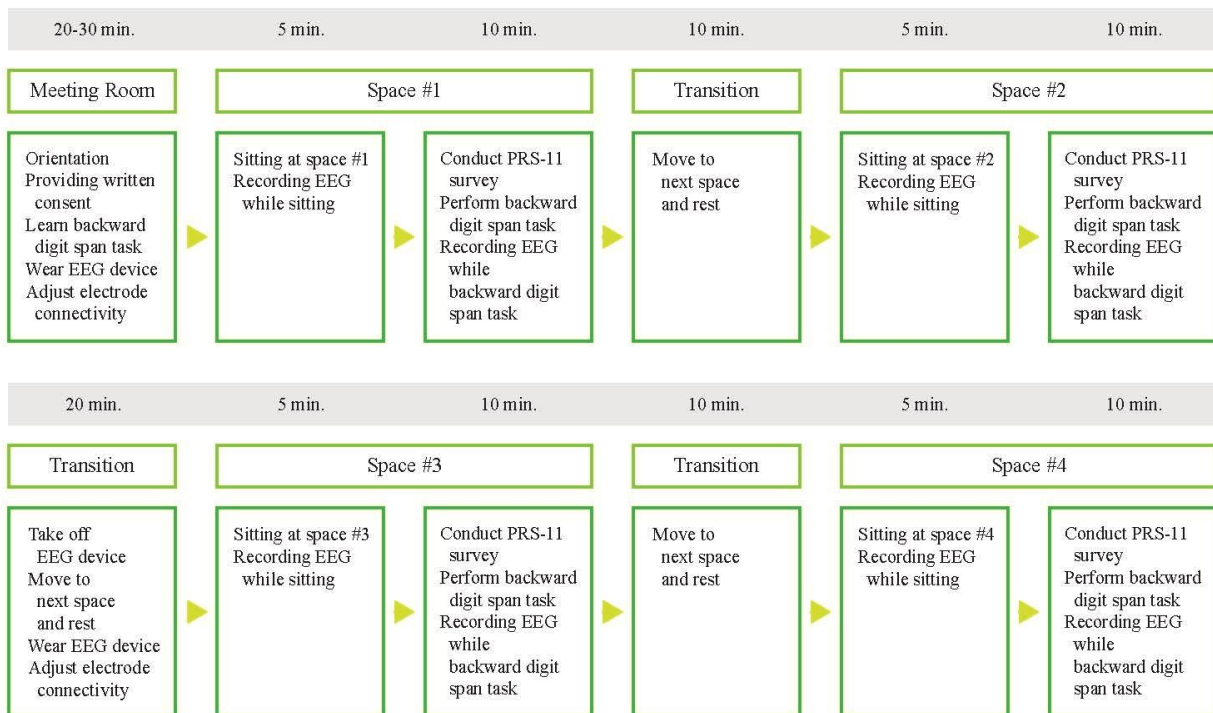 20-30 min.
5 min.
10 min.
10 min.
5 min.
10 min.
Meeting Room
Space #1
Transition
Space #2
Orientation
Providing written
consent
Learn backward
digit span task
Wear EEG device
Adjust electrode
connectivity
Sitting at space #1
Recording EEG
while sitting
Conduct PRS-11
survey
Perform backward
digit span task
Recording EEG
while
backward digit
span task
Move to
next space
and rest
Sitting at space #2
Recording EEG
while sitting
Conduct PRS-11
survey
Perform backward
digit span task
Recording EEG
while
backward digit
span task
20 min.
5 min.
10 min.
10 min.
5 min.
10 min.
Transition
Space #3
Transition
Space #4
Take off
EEG device
Move to
next space
and rest
Wear EEG device
Adjust electrode
connectivity
Sitting at space #3
Recording EEG
while sitting
Conduct PRS-11
survey
Perform backward
digit span task
Recording EEG
while
backward digit
span task
Move to
next space
and rest
Sitting at space #4
Recording EEG
while sitting
Conduct PRS-11
survey
Perform backward
digit span task
Recording EEG
while
backward digit
span task